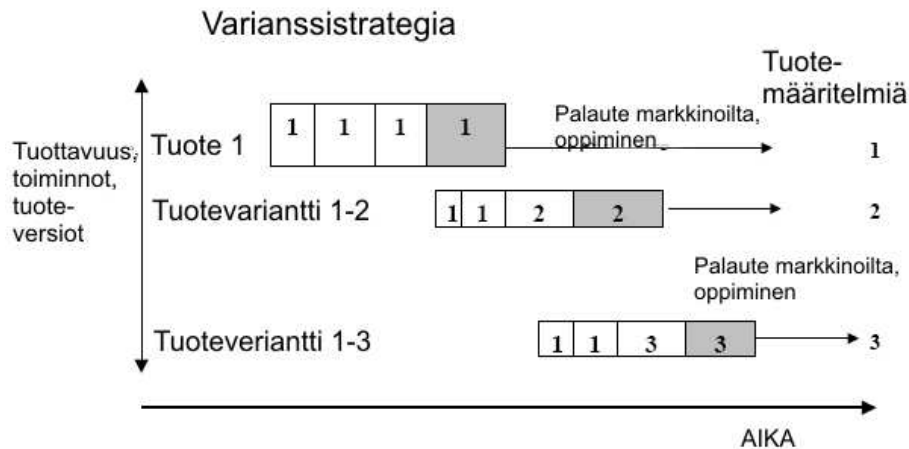 Varianssistrategia
Tuote-
määritelmiä
Tuottavuus,
toiminnot,
tuote-
versiot
Tuote 1
1 1 1 1
Palaute markkinoilta,
oppiminen
1
Tuotevariantti 1-2
1 1 2 2
2
Palaute markkinoilta,
oppiminen
Tuoteveriantti 1-3
1 1 3 3
3
AIKA